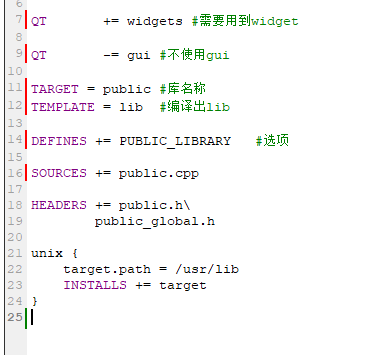 6
7 QT       += widgets #需要用到widget
8
9 QT       -= gui #不使用gui
10
11 TARGET = public #库名称
12 TEMPLATE = lib  #编译出lib
13
14 DEFINES += PUBLIC_LIBRARY   #选项
15
16 SOURCES += public.cpp
17
18 HEADERS += public.h\
19         public_global.h
20
21 unix {
22     target.path = /usr/lib
23     INSTALLS += target
24 }
25